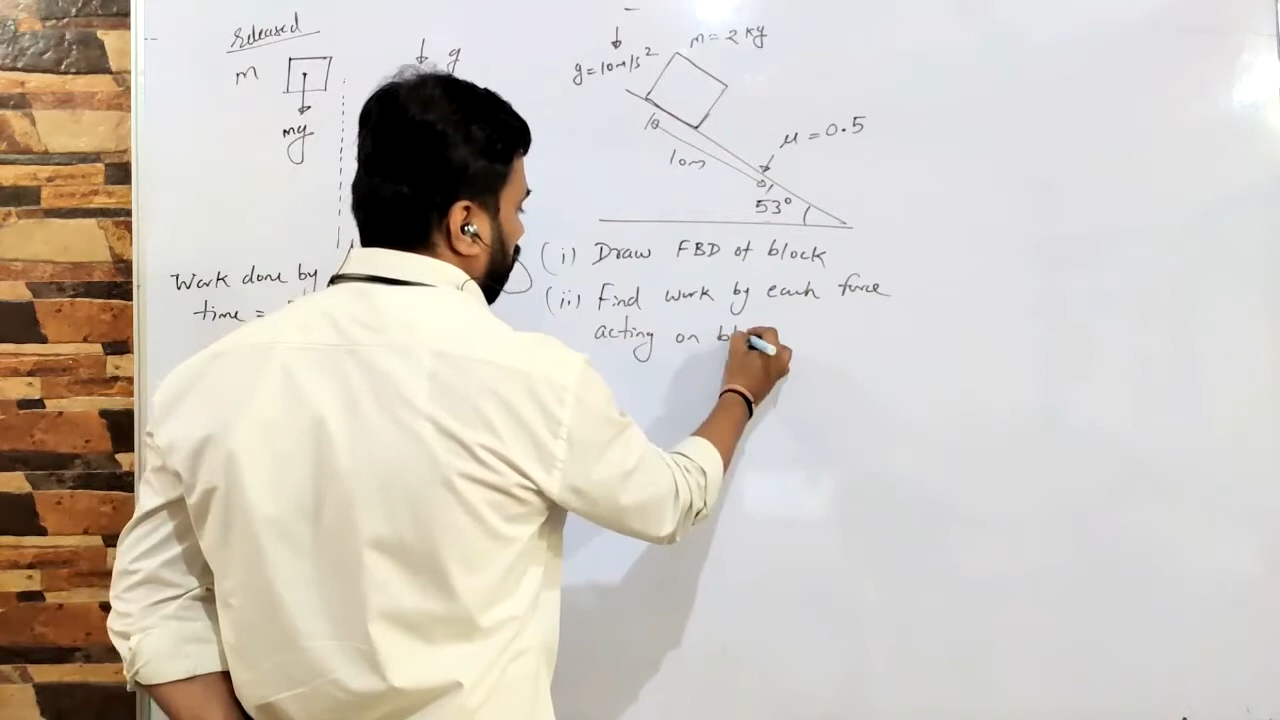 released
m
mg
g
Work done by
time =
g = 10 m/s²
m = 2 kg
10m
μ = 0.5
53°
(i) Draw FBD of block
(ii) Find work by each force
acting on bl